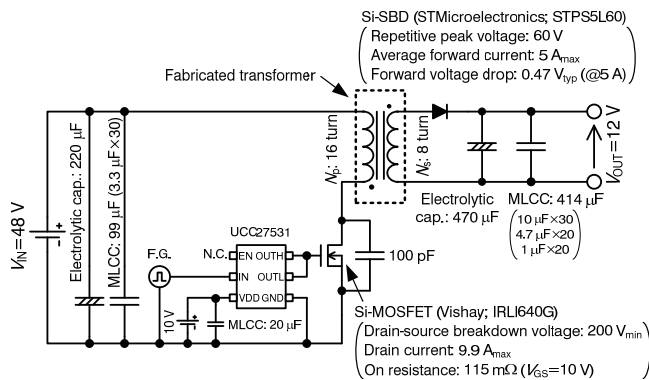 Si-SBD (STMicroelectronics; STPS5L60)
Repetitive peak voltage: 60 V
Average forward current: 5 Amax
Forward voltage drop: 0.47 Vtyp (@5 A)
Fabricated transformer
Np: 16 turn
Ns: 8 turn
VOUT=12 V
Electrolytic cap.: 470 µF
MLCC: 414 µF
10 µF×30
4.7 µF×20
1 µF×20
VIN=48 V
Electrolytic cap.: 220 µF
MLCC: 99 µF (3.3 µF×30)
UCC27531
F.G.
N.C.
EN OUTH
IN OUTL
VDD GND
10 V
MLCC: 20 µF
100 pF
Si-MOSFET (Vishay; IRLI640G)
Drain-source breakdown voltage: 200 Vmin
Drain current: 9.9 Amax
On resistance: 115 mΩ (VGS=10 V)